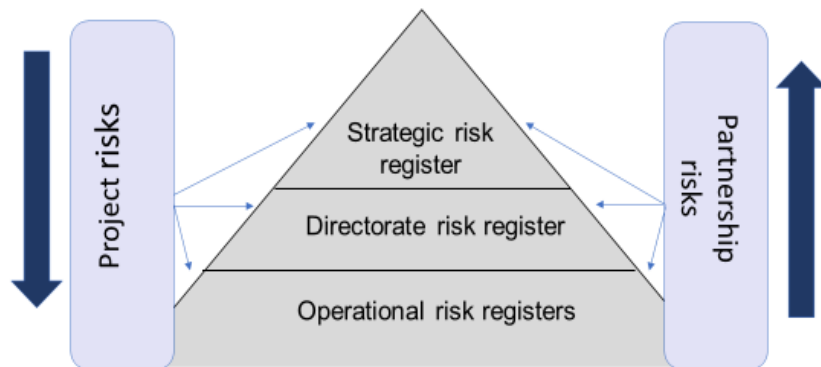 Project risks
Strategic risk
register
Directorate risk register
Operational risk registers
Partnership
risks